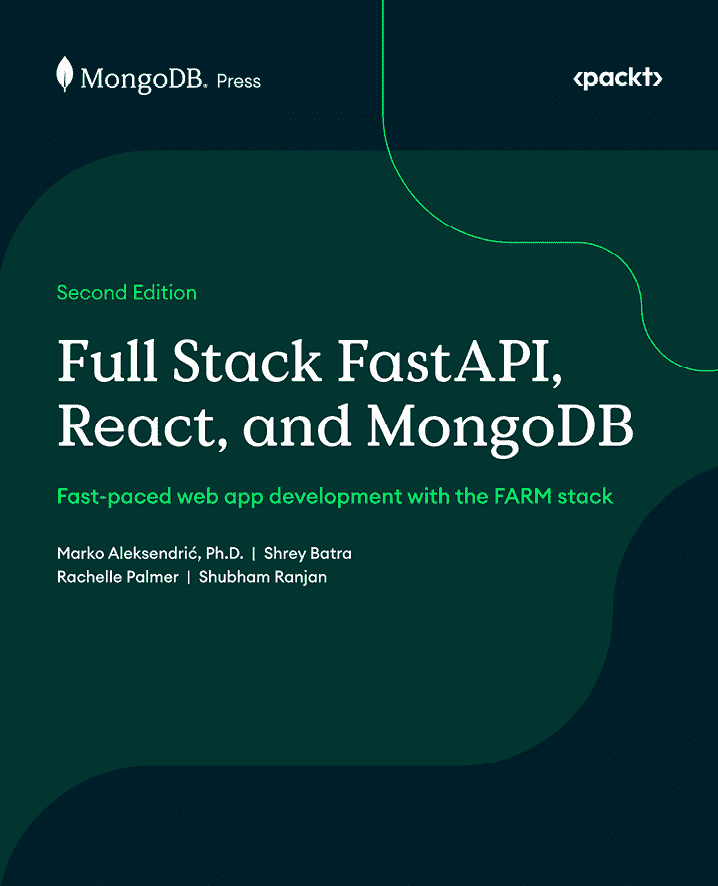 MongoDB® Press
<packt>
Second Edition
Full Stack FastAPI,
React, and MongoDB
Fast-paced web app development with the FARM stack
Marko Aleksendrić, Ph.D. | Shrey Batra
Rachelle Palmer | Shubham Ranjan